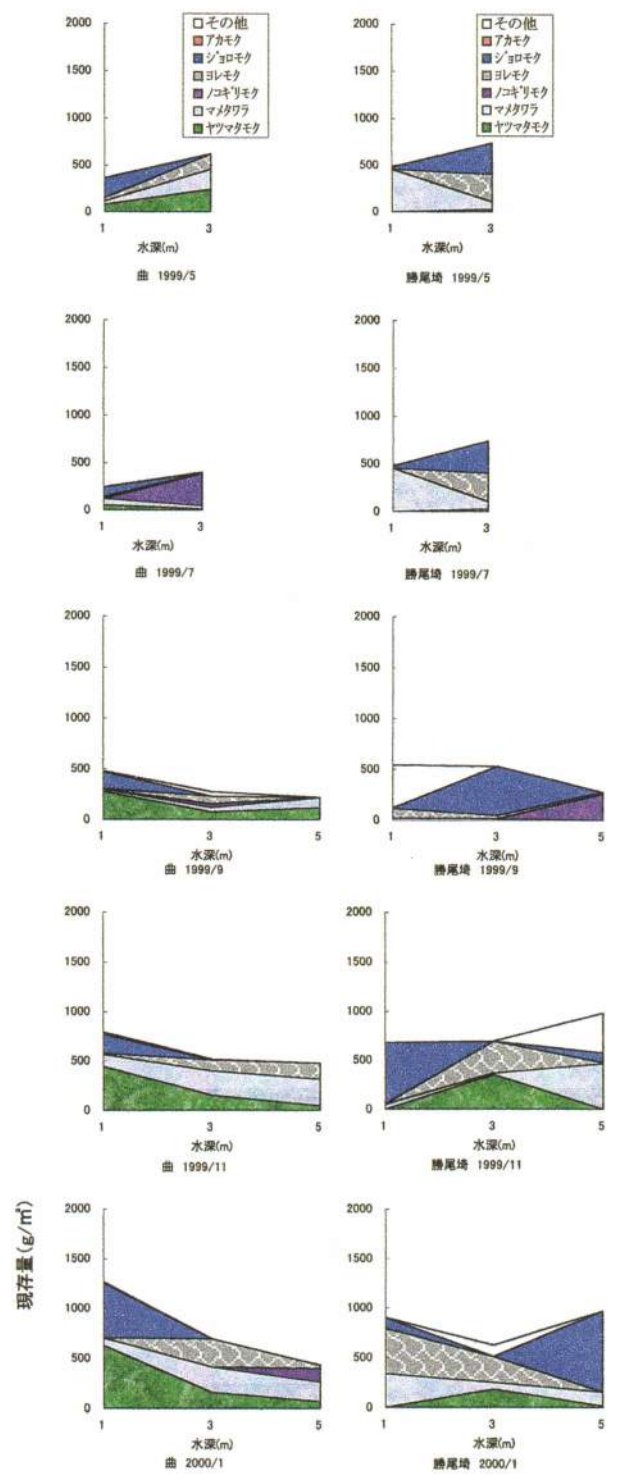 2000
1500
1000
500
0
□その他
■アカモク
■ジョロモク
■ヨレモク
■ノコギリモク
□マメタワラ
■ヤツマタモク
1 3
水深(m)
曲 1999/5
2000
1500
1000
500
0
□その他
■アカモク
■ジョロモク
■ヨレモク
■ノコギリモク
□マメタワラ
■ヤツマタモク
1 3
水深(m)
勝尾埼 1999/5
2000
1500
1000
500
0
1 3
水深(m)
曲 1999/7
2000
1500
1000
500
0
1 3
水深(m)
勝尾埼 1999/7
2000
1500
1000
500
0
1 3 5
水深(m)
曲 1999/9
2000
1500
1000
500
0
1 3 5
水深(m)
勝尾埼 1999/9
2000
1500
1000
500
0
1 3 5
水深(m)
曲 1999/11
2000
1500
1000
500
0
1 3 5
水深(m)
勝尾埼 1999/11
現存量(g/㎡)
2000
1500
1000
500
0
1 3 5
水深(m)
曲 2000/1
2000
1500
1000
500
0
1 3 5
水深(m)
勝尾埼 2000/1